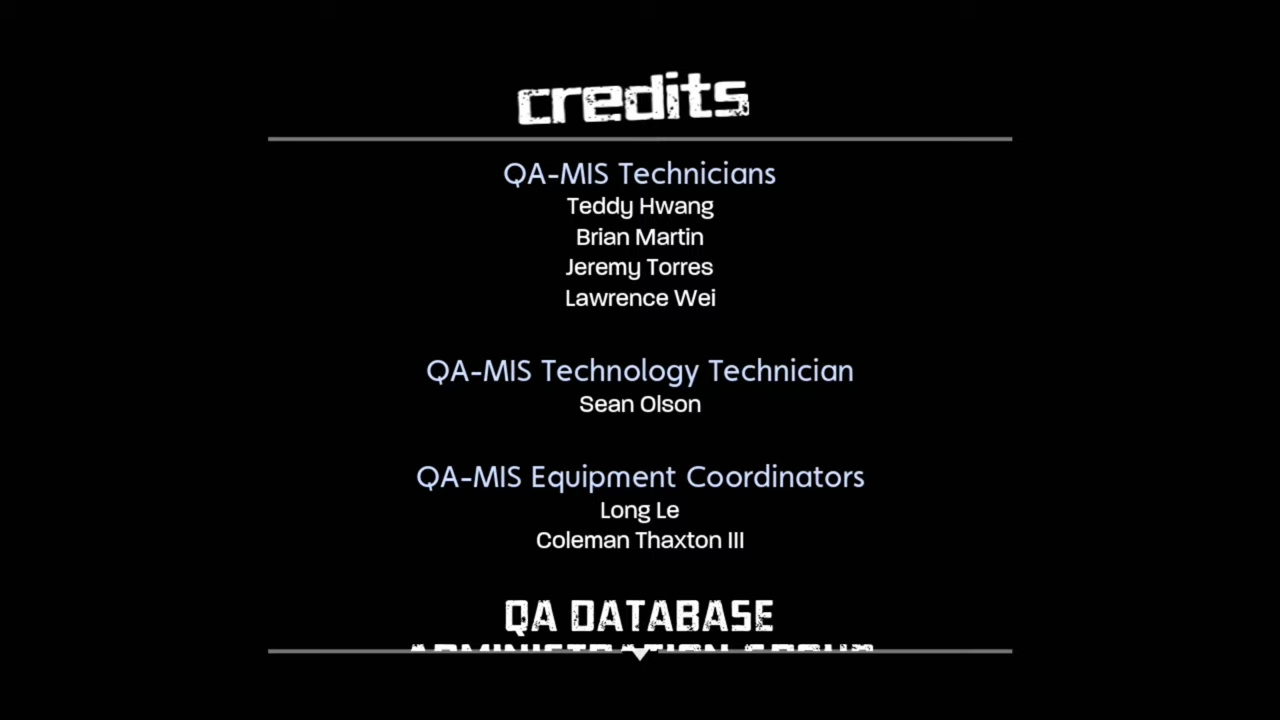 credits
QA-MIS Technicians
Teddy Hwang
Brian Martin
Jeremy Torres
Lawrence Wei
QA-MIS Technology Technician
Sean Olson
QA-MIS Equipment Coordinators
Long Le
Coleman Thaxton III
QA DATABASE